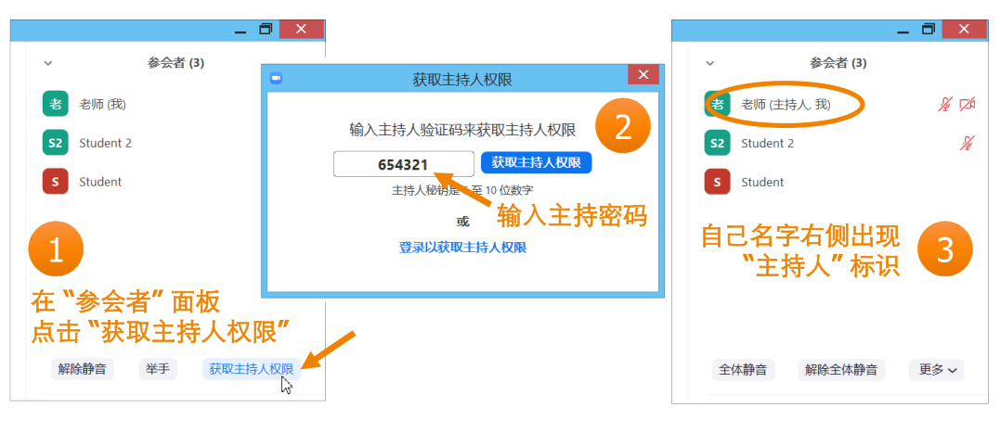 参会者 (3)
老 老师 (我)
S2 Student 2
S Student
1
在 “参会者” 面板
点击 “获取主持人权限”
解除静音 举手 获取主持人权限
获取主持人权限
2
输入主持人验证码来获取主持人权限
654321 获取主持人权限
主持人秘钥是 至 10 位数字
输入主持密码
或
登录以获取主持人权限
参会者 (3)
老 老师 (主持人, 我)
S2 Student 2
S Student
自己名字右侧出现
“主持人” 标识
3
全体静音 解除全体静音 更多